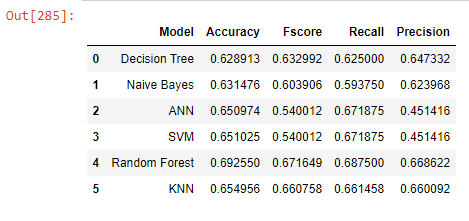 Out[285]:
Model Accuracy Fscore Recall Precision
0 Decision Tree 0.628913 0.632992 0.625000 0.647332
1 Naive Bayes 0.631476 0.603906 0.593750 0.623968
2 ANN 0.650974 0.540012 0.671875 0.451416
3 SVM 0.651025 0.540012 0.671875 0.451416
4 Random Forest 0.692550 0.671649 0.687500 0.668622
5 KNN 0.654956 0.660758 0.661458 0.660092